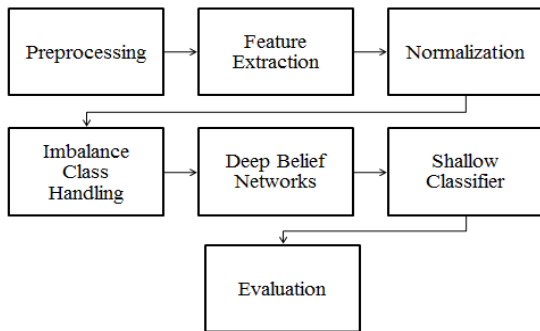 Preprocessing
Feature
Extraction
Normalization
Imbalance
Class
Handling
Deep Belief
Networks
Shallow
Classifier
Evaluation